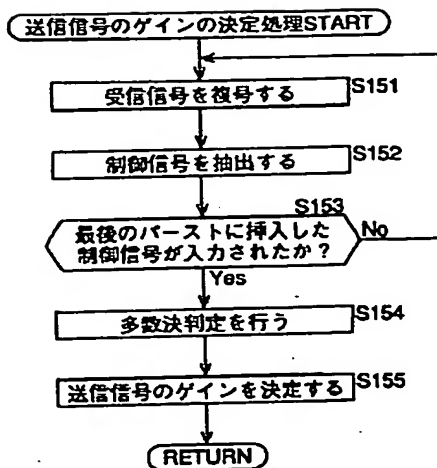 送信信号のゲインの決定処理START
受信信号を復号する
S151
制御信号を抽出する
S152
S153
最後のバーストに挿入した
制御信号が入力されたか？
No
Yes
多数決判定を行う
S154
送信信号のゲインを決定する
S155
RETURN